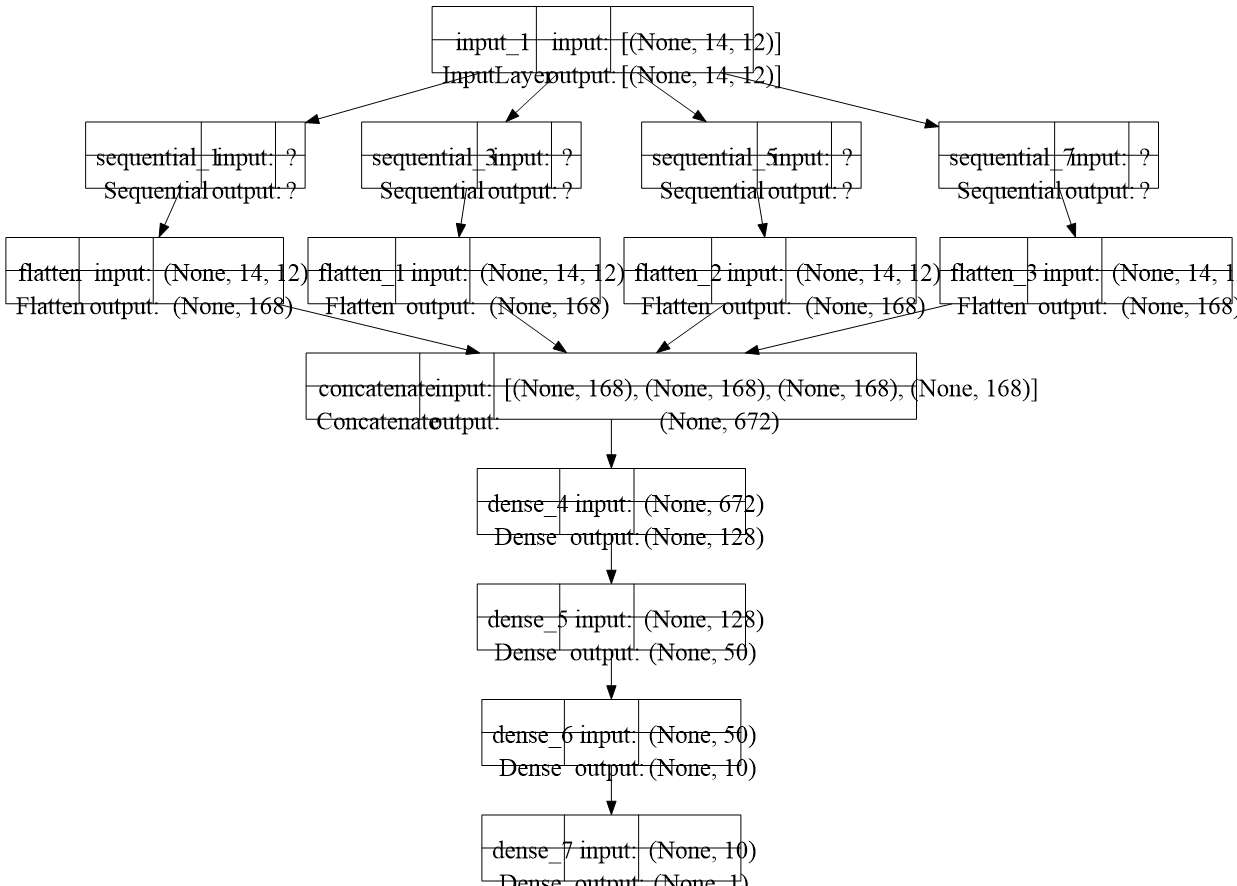 input_1 input: [(None, 14, 12)]
InputLayer output: [(None, 14, 12)]
sequential_1 input: ?
Sequential output: ?
sequential_3 input: ?
Sequential output: ?
sequential_5 input: ?
Sequential output: ?
sequential_7 input: ?
Sequential output: ?
flatten input: (None, 14, 12)
Flatten output: (None, 168)
flatten_1 input: (None, 14, 12)
Flatten output: (None, 168)
flatten_2 input: (None, 14, 12)
Flatten output: (None, 168)
flatten_3 input: (None, 14, 1
Flatten output: (None, 168)
concatenate input: [(None, 168), (None, 168), (None, 168), (None, 168)]
Concatenate output: (None, 672)
dense_4 input: (None, 672)
Dense output: (None, 128)
dense_5 input: (None, 128)
Dense output: (None, 50)
dense_6 input: (None, 50)
Dense output: (None, 10)
dense_7 input: (None, 10)
Dense output: (None, 1)